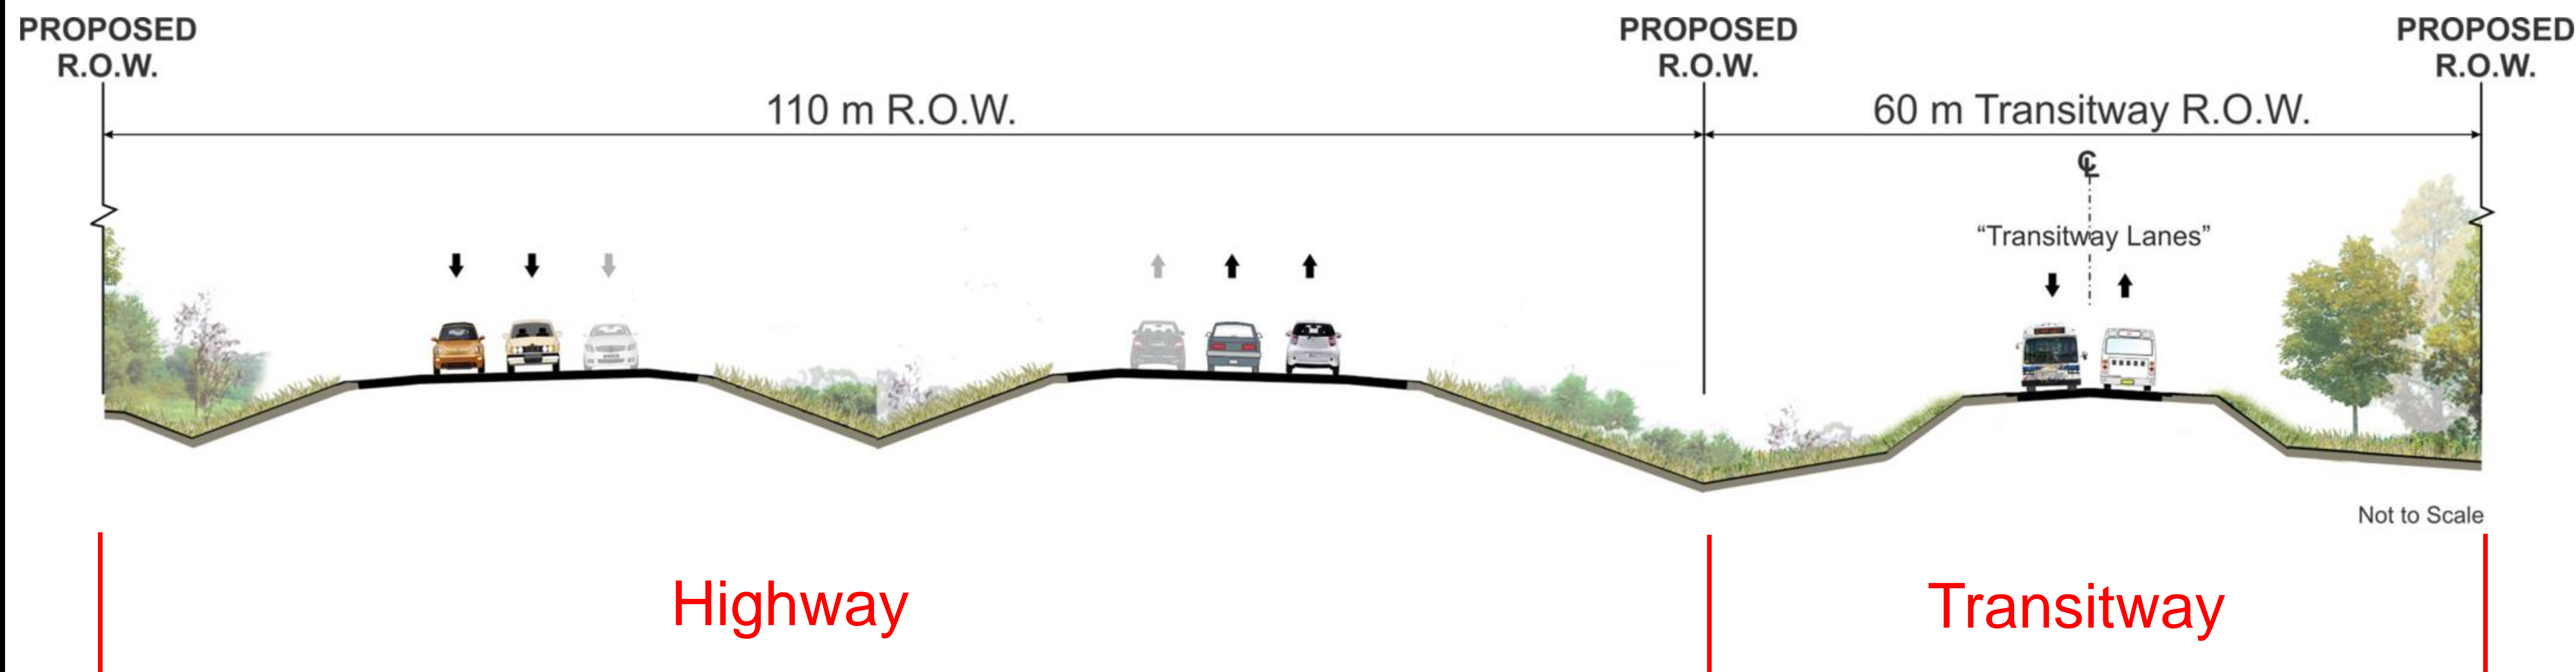 PROPOSED
R.O.W.
PROPOSED
R.O.W.
PROPOSED
R.O.W.
110 m R.O.W.
60 m Transitway R.O.W.
℄
“Transitway Lanes”
Not to Scale
Highway
Transitway